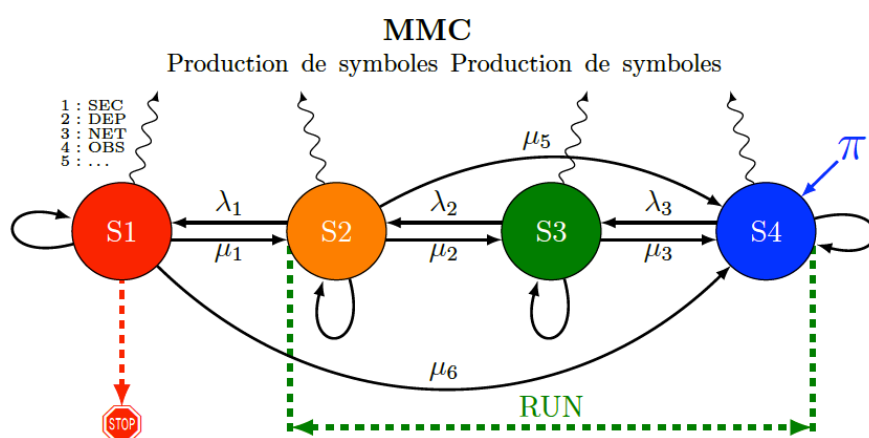 MMC
Production de symboles Production de symboles
1 : SEC
2 : DEP
3 : NET
4 : OBS
5 : ...
μ5
π
λ1
λ2
λ3
S1
S2
S3
S4
μ1
μ2
μ3
μ6
RUN
STOP